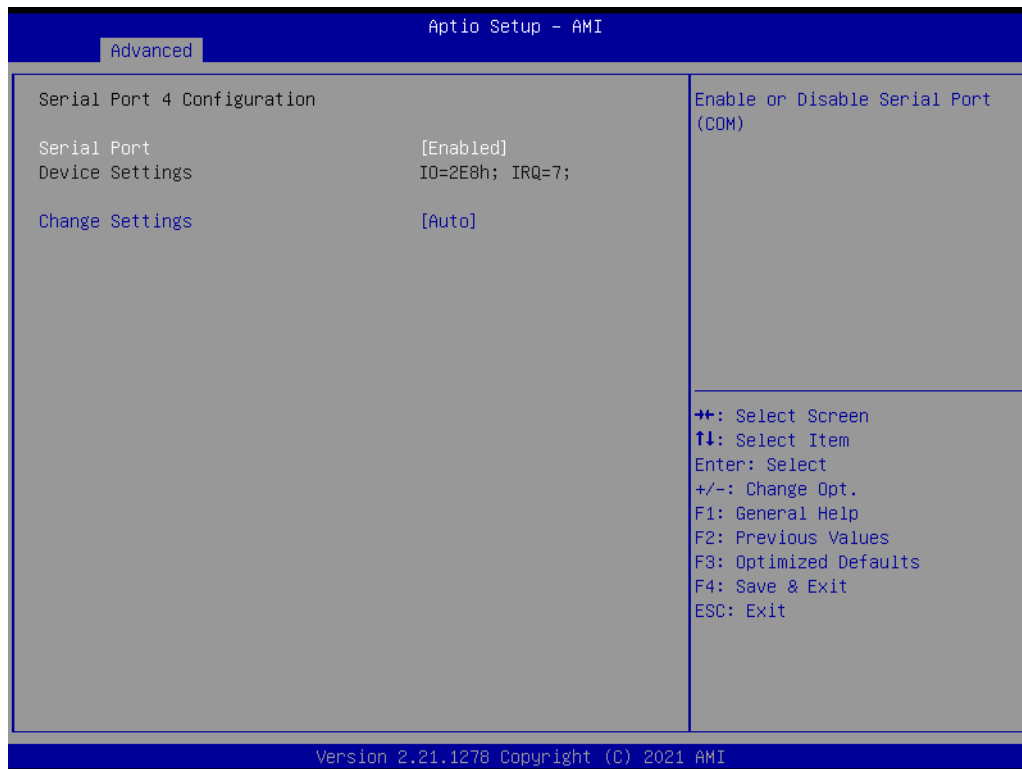 Aptio Setup – AMI
Advanced
Serial Port 4 Configuration
Serial Port [Enabled]
Device Settings IO=2E8h; IRQ=7;
Change Settings [Auto]
Enable or Disable Serial Port
(COM)
→←: Select Screen
↑↓: Select Item
Enter: Select
+/-: Change Opt.
F1: General Help
F2: Previous Values
F3: Optimized Defaults
F4: Save & Exit
ESC: Exit
Version 2.21.1278 Copyright (C) 2021 AMI